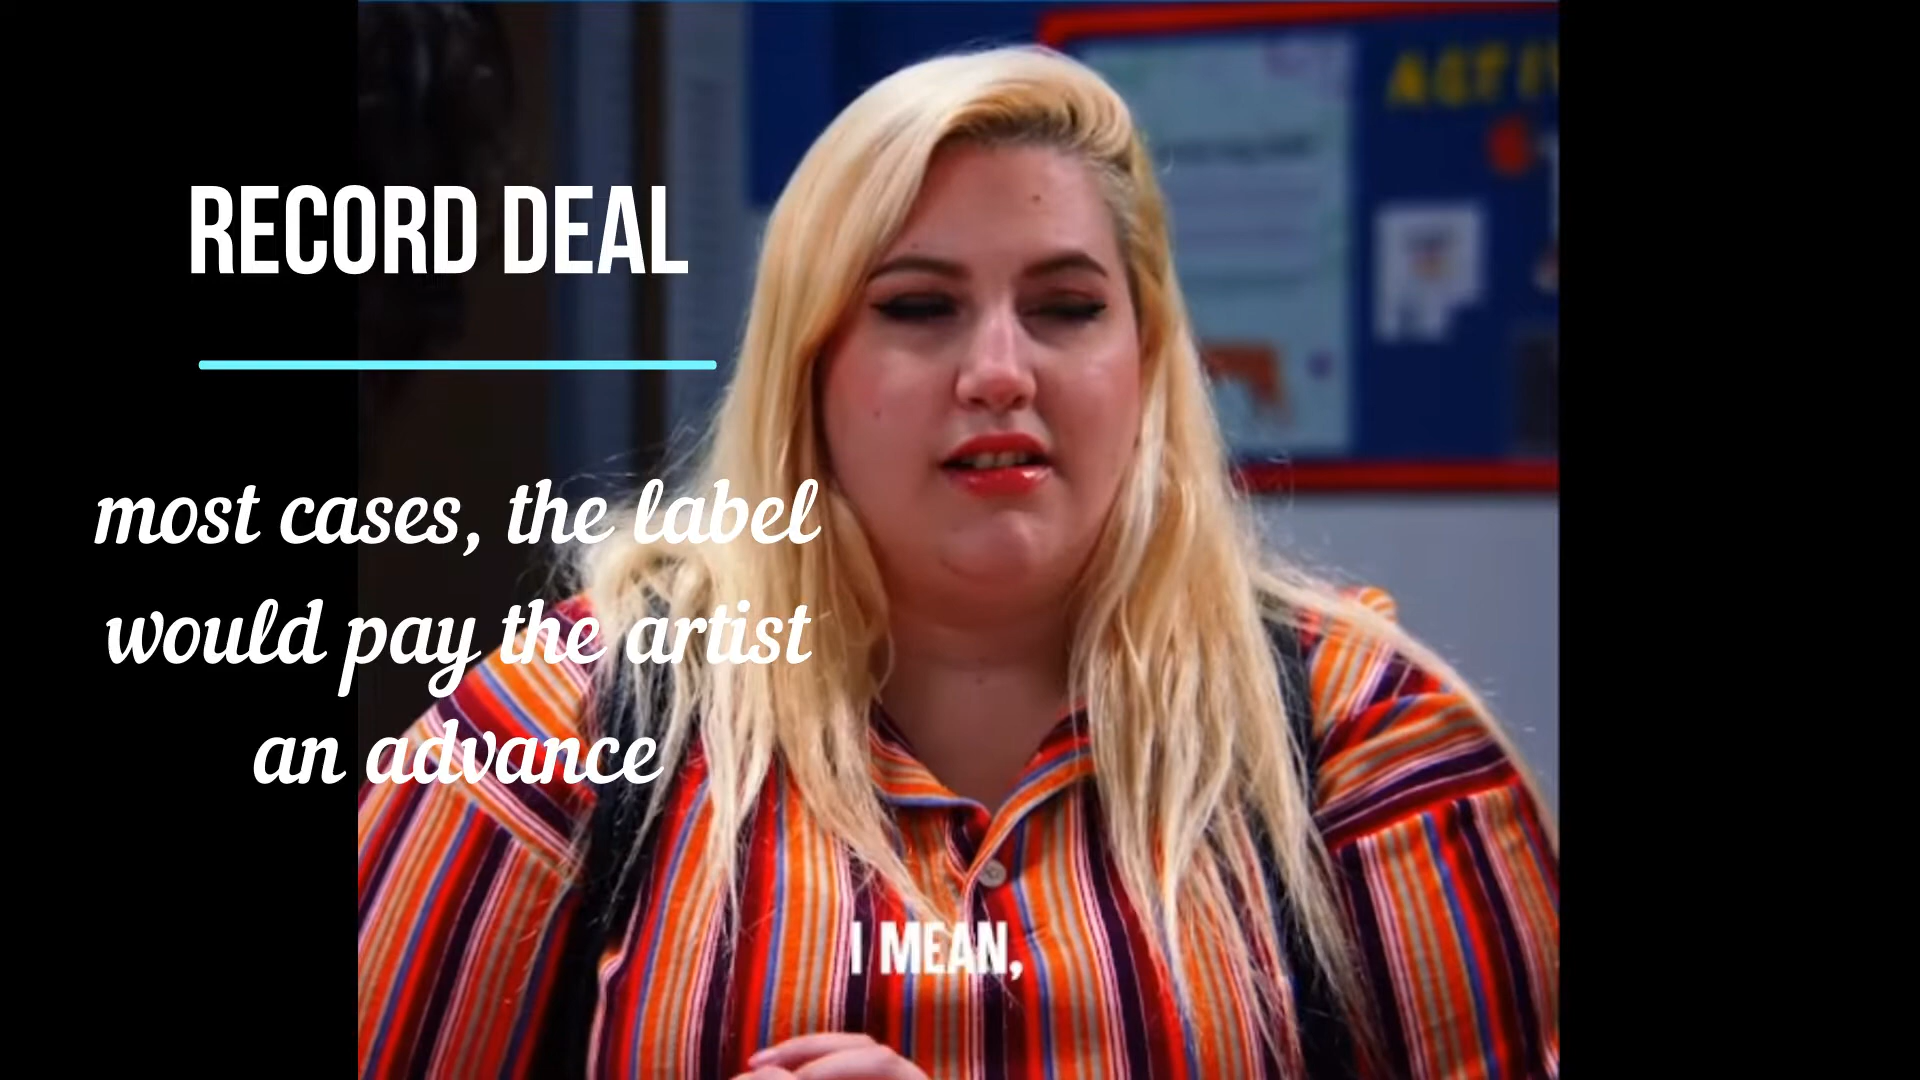 RECORD DEAL
most cases, the label
would pay the artist
an advance
I MEAN,